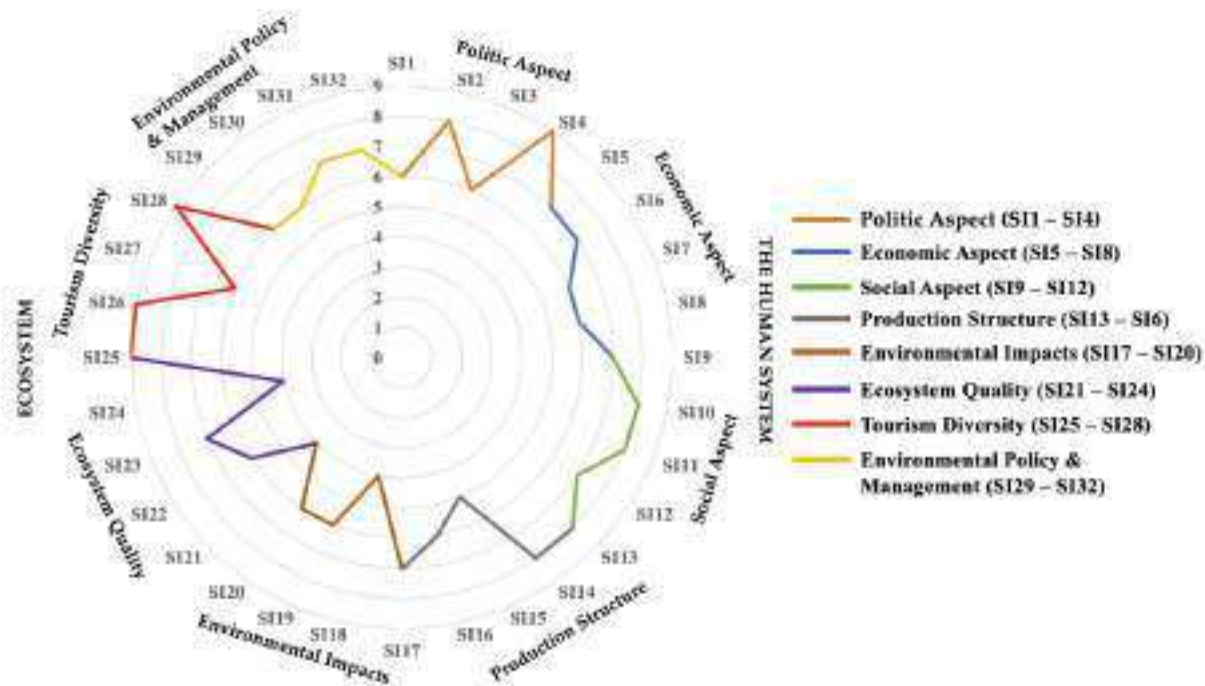 SI1
Politic Aspect
SI2
SI3
SI4
SI5
SI6
Economic Aspect
SI7
SI8
SI9
SI10
SI11
Social Aspect
SI12
SI13
SI14
Production Structure
SI15
SI16
SI17
SI18
Environmental Impacts
SI19
SI20
SI21
Ecosystem Quality
SI22
SI23
SI24
SI25
ECOSYSTEM
SI26
Tourism Diversity
SI27
SI28
SI29
Environmental Policy
& Management
SI30
SI31
SI32
9
8
7
6
5
4
3
2
1
0
THE HUMAN SYSTEM
Politic Aspect (SI1 – SI4)
Economic Aspect (SI5 – SI8)
Social Aspect (SI9 – SI12)
Production Structure (SI13 – SI6)
Environmental Impacts (SI17 – SI20)
Ecosystem Quality (SI21 – SI24)
Tourism Diversity (SI25 – SI28)
Environmental Policy &
Management (SI29 – SI32)